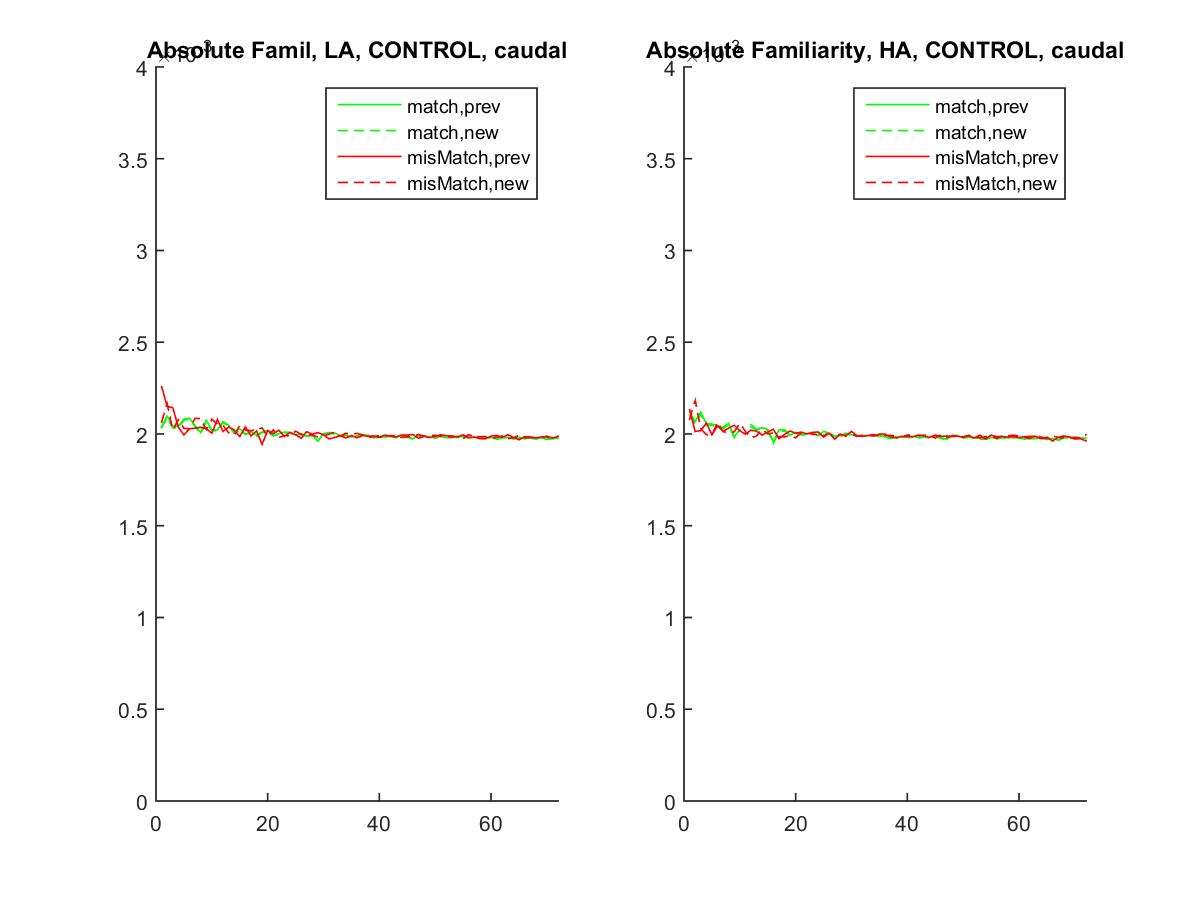 Absolute Famil, LA, CONTROL, caudal
4
3.5
3
2.5
2
1.5
1
0.5
0
0 20 40 60
match,prev
match,new
misMatch,prev
misMatch,new
Absolute Familiarity, HA, CONTROL, caudal
4
3.5
3
2.5
2
1.5
1
0.5
0
0 20 40 60
match,prev
match,new
misMatch,prev
misMatch,new